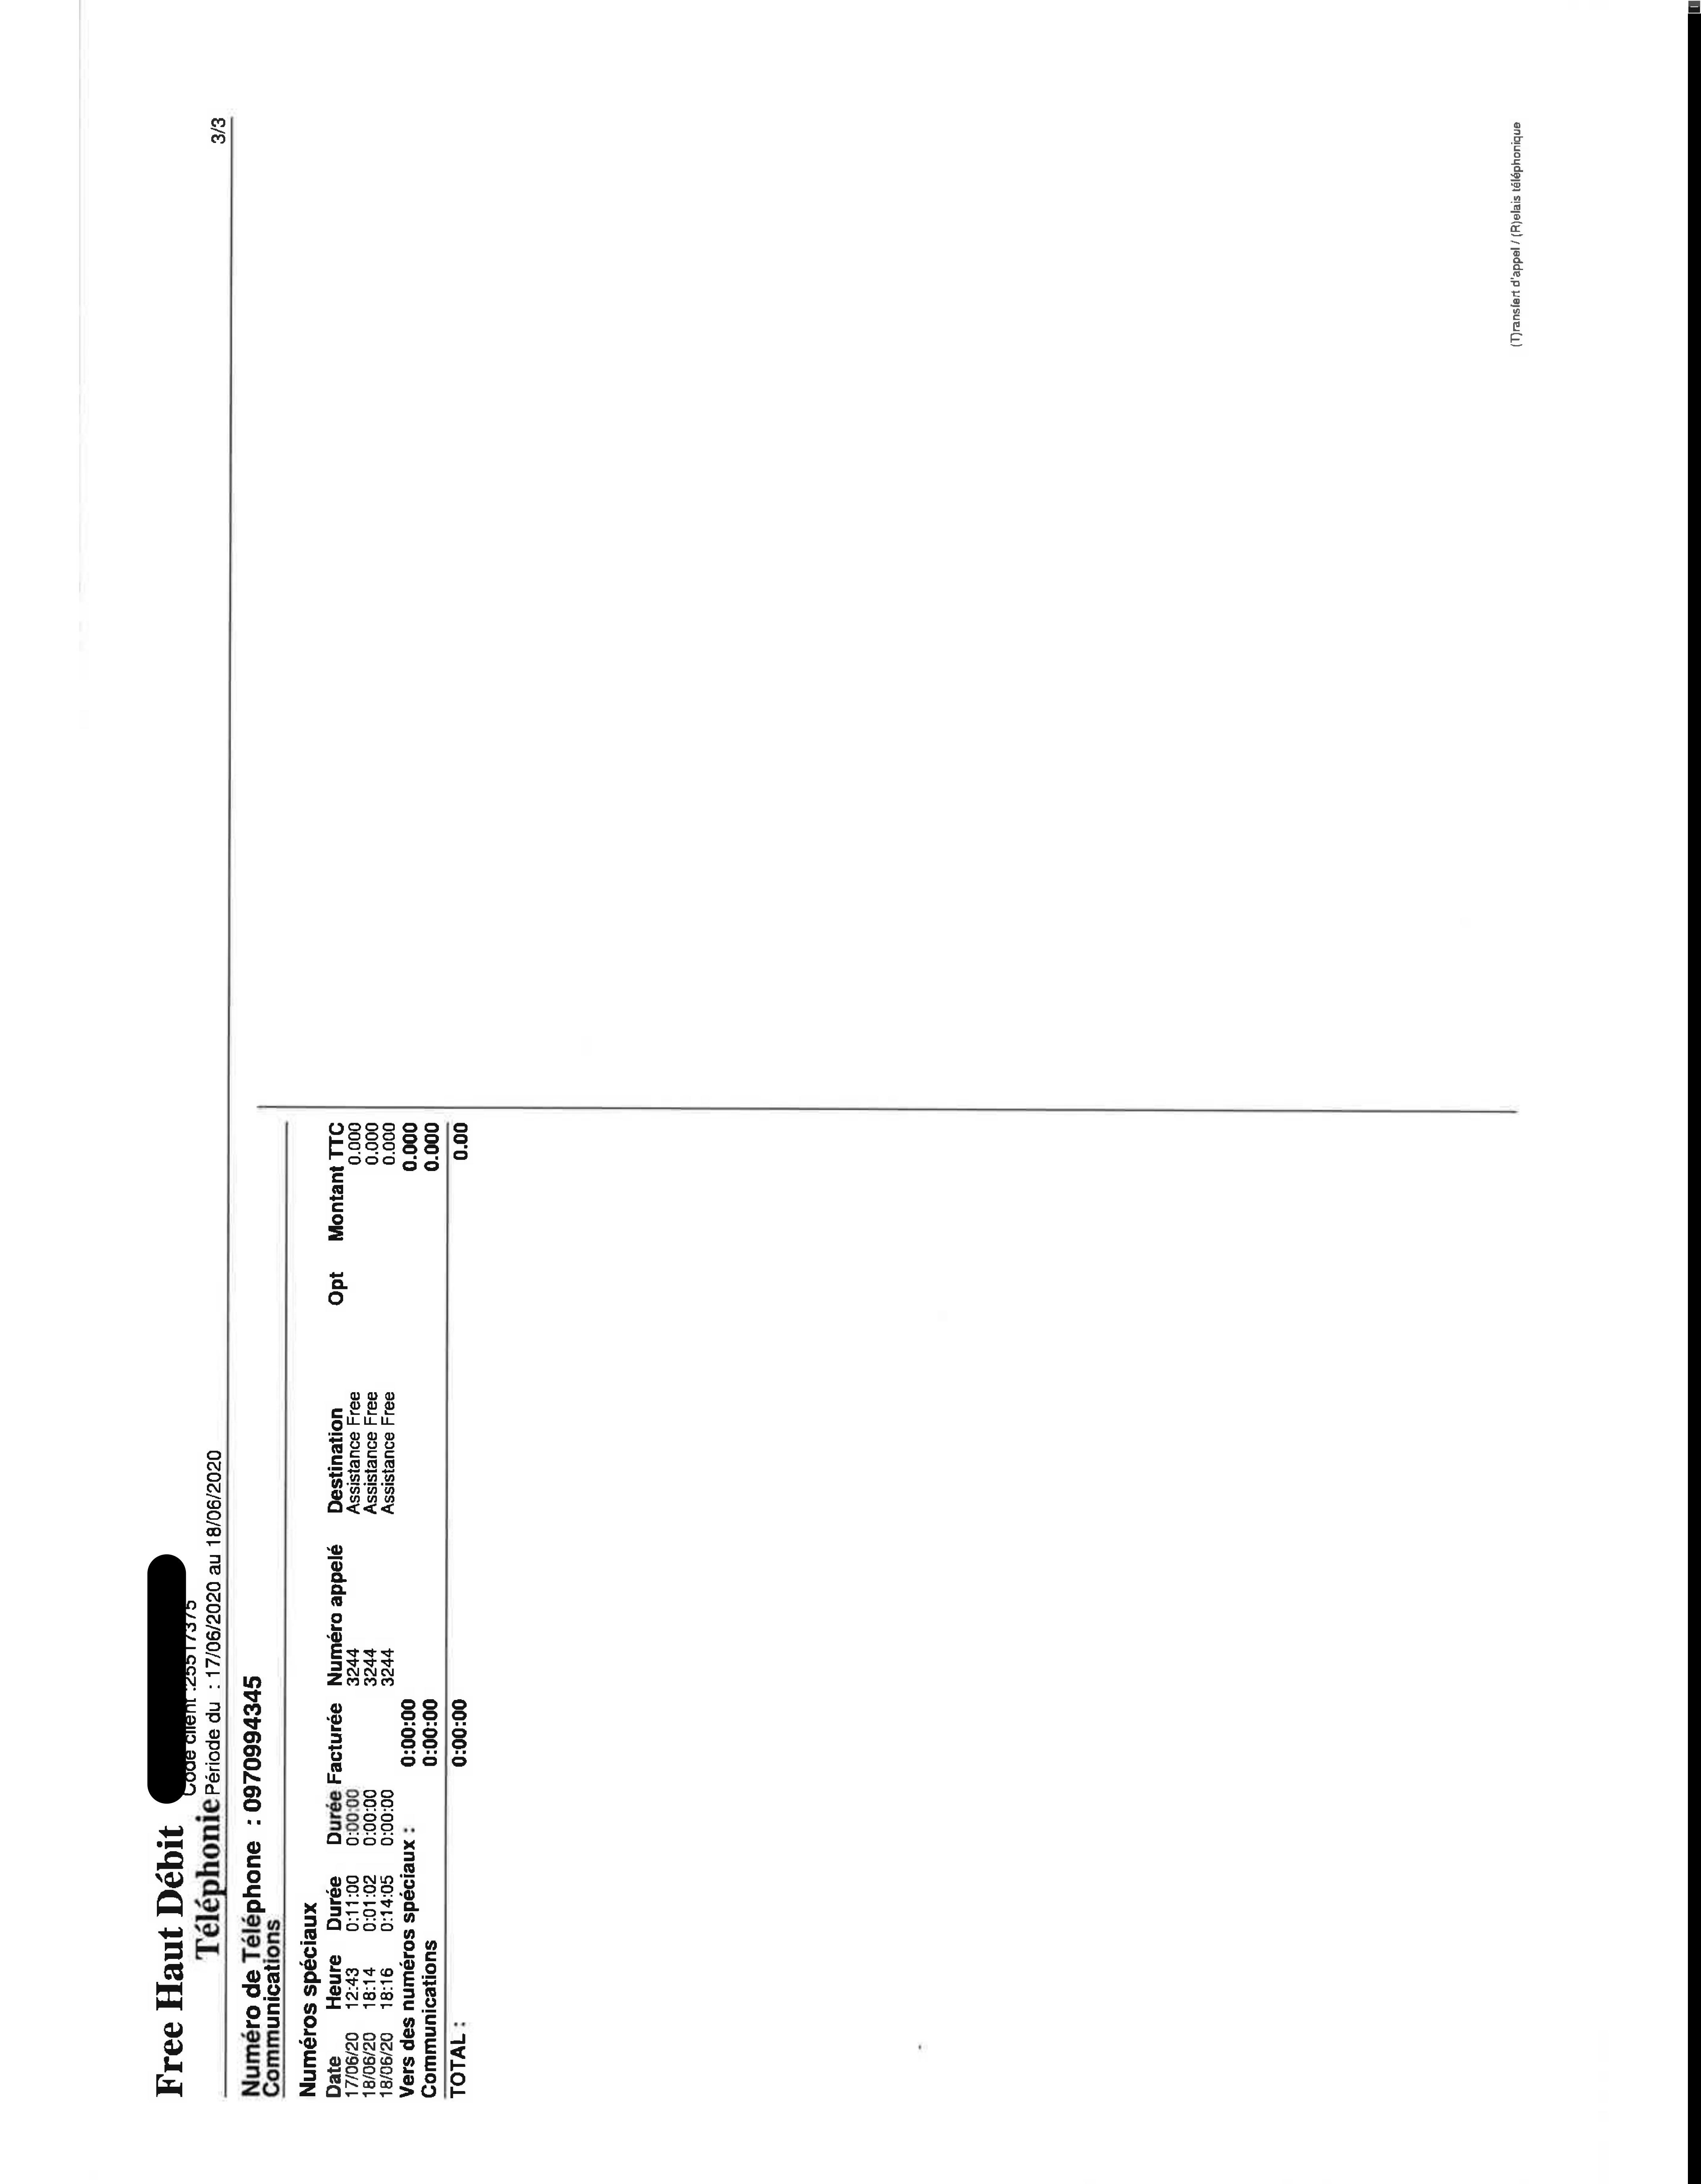 Free Haut Débit
Code client :25517375
Téléphonie Période du : 17/06/2020 au 18/06/2020 3/3
Numéro de Téléphone : 0970994345
Communications
Numéros spéciaux
Date Heure Durée Durée Facturée Numéro appelé Destination Opt Montant TTC
17/06/20 12:43 0:11:00 0:00:00 3244 Assistance Free 0.000
18/06/20 18:14 0:01:02 0:00:00 3244 Assistance Free 0.000
18/06/20 18:16 0:14:05 0:00:00 3244 Assistance Free 0.000
Vers des numéros spéciaux : 0:00:00 0.000
Communications 0:00:00 0.000
TOTAL : 0:00:00 0.00
(T)ransfert d'appel / (R)elais téléphonique